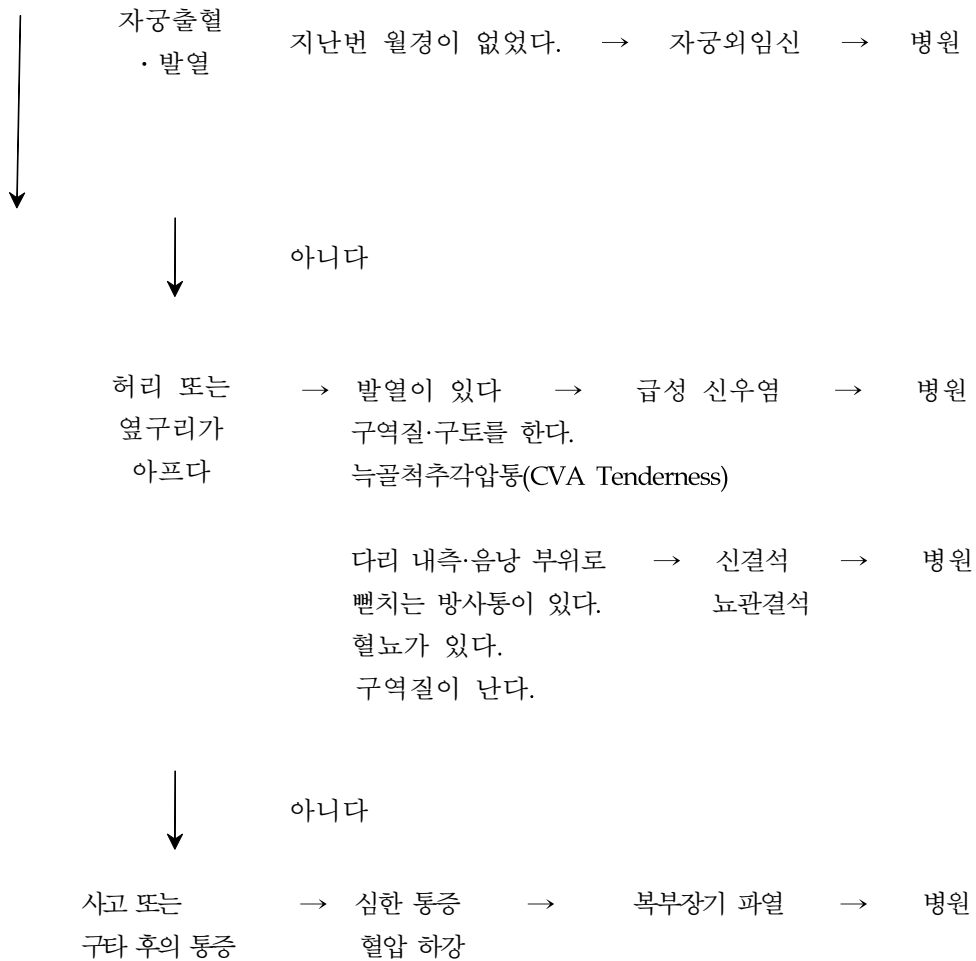 자궁출혈
· 발열
지난번 월경이 없었다. → 자궁외임신 → 병원
아니다
허리 또는 → 발열이 있다 → 급성 신우염 → 병원
옆구리가 구역질·구토를 한다.
아프다 늑골척추각압통(CVA Tenderness)
다리 내측·음낭 부위로 → 신결석 → 병원
뻗치는 방사통이 있다. 뇨관결석
혈뇨가 있다.
구역질이 난다.
아니다
사고 또는 → 심한 통증 → 복부장기 파열 → 병원
구타 후의 통증 혈압 하강